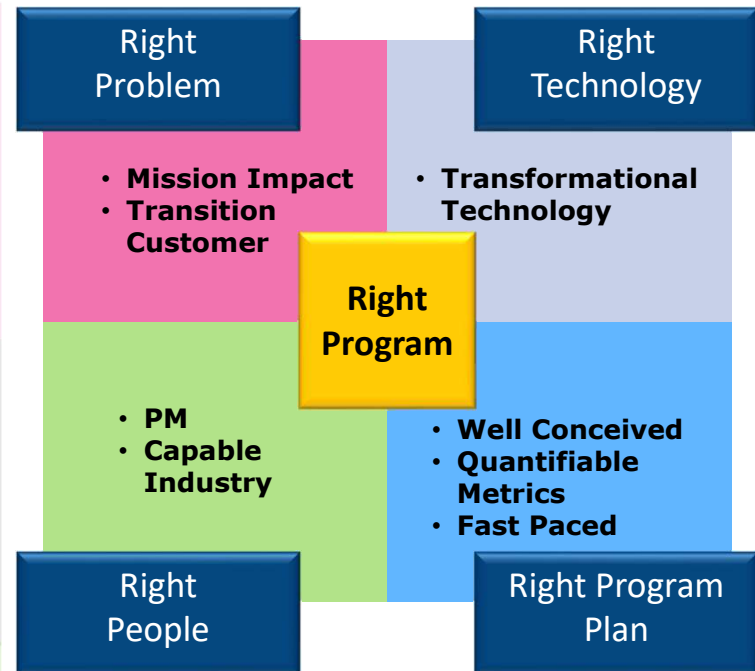 Right
Problem
Right
Technology
• Mission Impact
• Transition
Customer
• Transformational
Technology
Right
Program
• PM
• Capable
Industry
• Well Conceived
• Quantifiable
Metrics
• Fast Paced
Right
People
Right Program
Plan